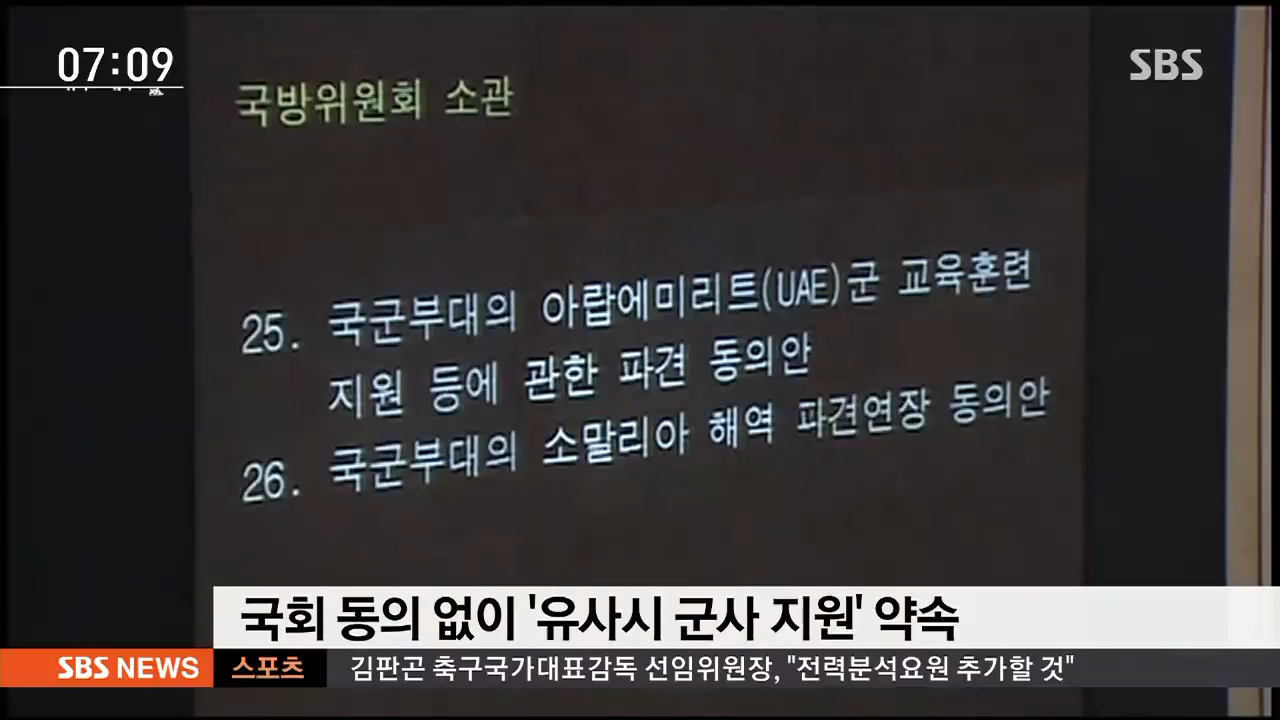 07:09
SBS
국방위원회 소관
25. 국군부대의 아랍에미리트(UAE)군 교육훈련
지원 등에 관한 파견 동의안
26. 국군부대의 소말리아 해역 파견연장 동의안
국회 동의 없이 '유사시 군사 지원' 약속
SBS NEWS 스포츠 김판곤 축구국가대표감독 선임위원장, "전력분석요원 추가할 것"